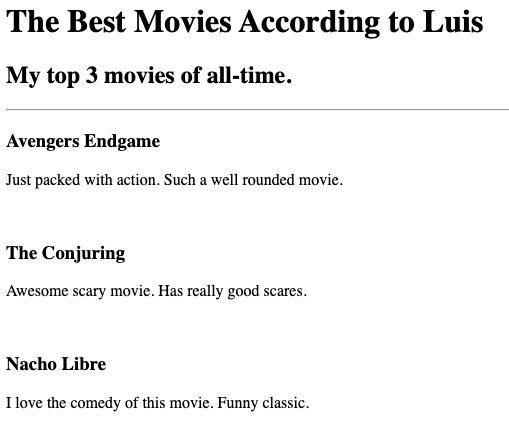 The Best Movies According to Luis
My top 3 movies of all-time.
Avengers Endgame
Just packed with action. Such a well rounded movie.
The Conjuring
Awesome scary movie. Has really good scares.
Nacho Libre
I love the comedy of this movie. Funny classic.